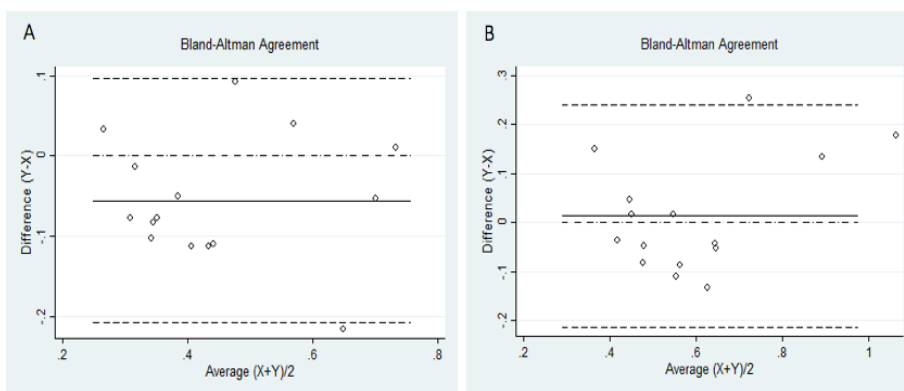 A
Bland-Altman Agreement
.1
0
-.1
-.2
Difference (Y-X)
.2
.4
.6
.8
Average (X+Y)/2
B
Bland-Altman Agreement
.3
.2
.1
0
-.1
-.2
Difference (Y-X)
.2
.4
.6
.8
1
Average (X+Y)/2